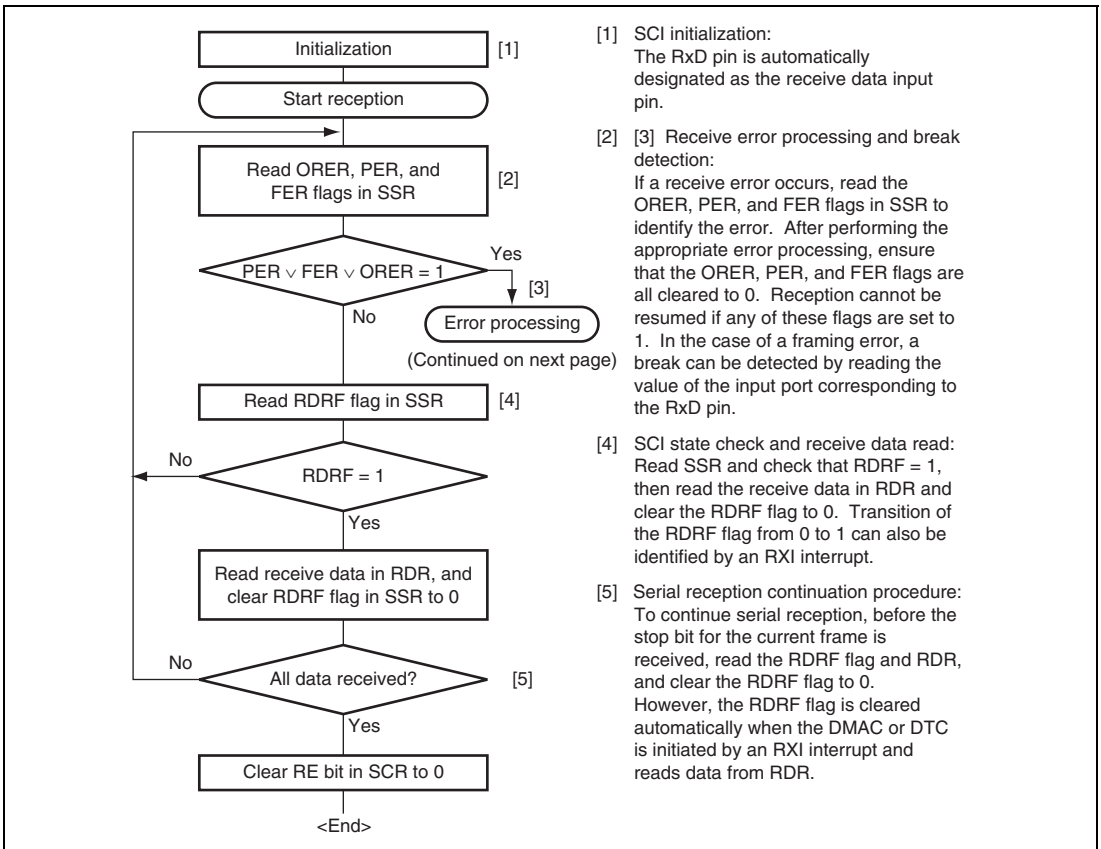 Initialization [1]
Start reception
Read ORER, PER, and
FER flags in SSR
[2]
PER ∨ FER ∨ ORER = 1
Yes
[3]
No
Error processing
(Continued on next page)
Read RDRF flag in SSR [4]
No
RDRF = 1
Yes
Read receive data in RDR, and
clear RDRF flag in SSR to 0
No
All data received? [5]
Yes
Clear RE bit in SCR to 0
<End>
[1] SCI initialization:
The RxD pin is automatically
designated as the receive data input
pin.
[2] [3] Receive error processing and break
detection:
If a receive error occurs, read the
ORER, PER, and FER flags in SSR to
identify the error. After performing the
appropriate error processing, ensure
that the ORER, PER, and FER flags are
all cleared to 0. Reception cannot be
resumed if any of these flags are set to
1. In the case of a framing error, a
break can be detected by reading the
value of the input port corresponding to
the RxD pin.
[4] SCI state check and receive data read:
Read SSR and check that RDRF = 1,
then read the receive data in RDR and
clear the RDRF flag to 0. Transition of
the RDRF flag from 0 to 1 can also be
identified by an RXI interrupt.
[5] Serial reception continuation procedure:
To continue serial reception, before the
stop bit for the current frame is
received, read the RDRF flag and RDR,
and clear the RDRF flag to 0.
However, the RDRF flag is cleared
automatically when the DMAC or DTC
is initiated by an RXI interrupt and
reads data from RDR.